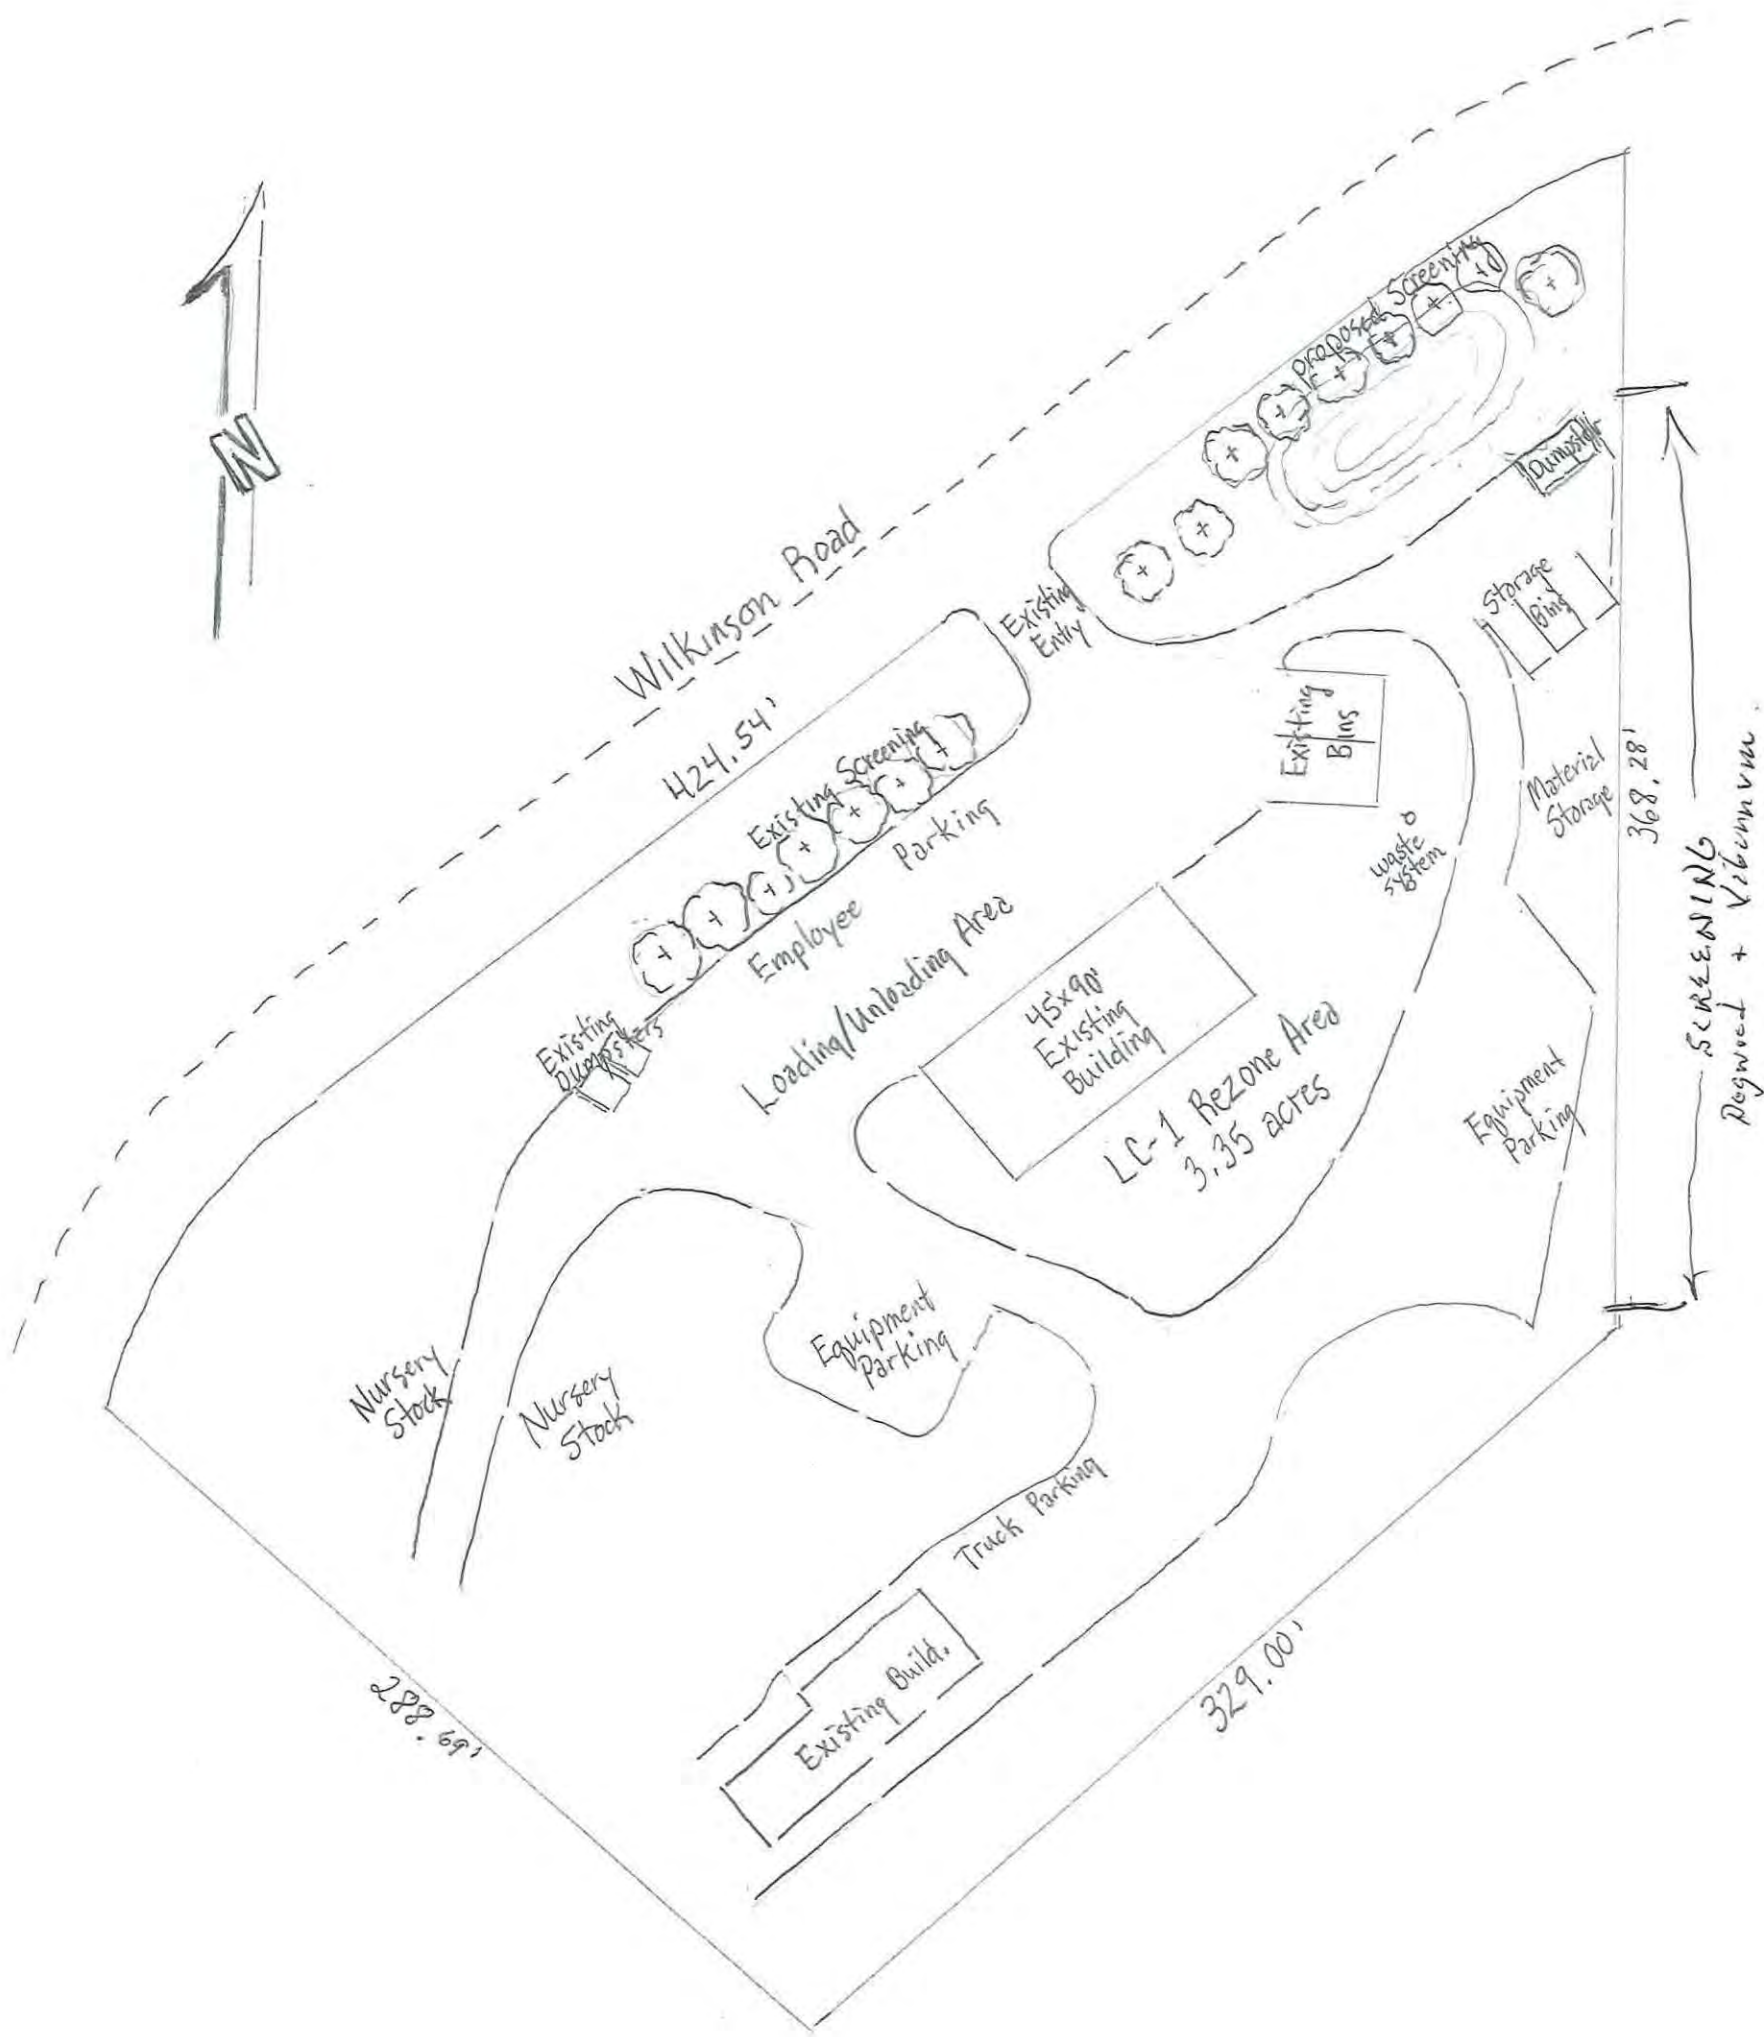 N
Wilkinson Road
424.54'
Proposed Screening
Dumpster
Existing
Entry
Storage
Bins
Existing
Bins
Existing Screening
Employee Parking
Material
Storage
368.28'
SCREENING
Dogwood + Viburnum
Waste
System
Loading/Unloading Area
45x90'
Existing
Building
LC-1 Rezone Area
3.35 acres
Existing
Dumpsters
Equipment
Parking
Nursery
Stock
Nursery
Stock
Equipment
Parking
Truck Parking
Existing Build.
288.69'
329.00'